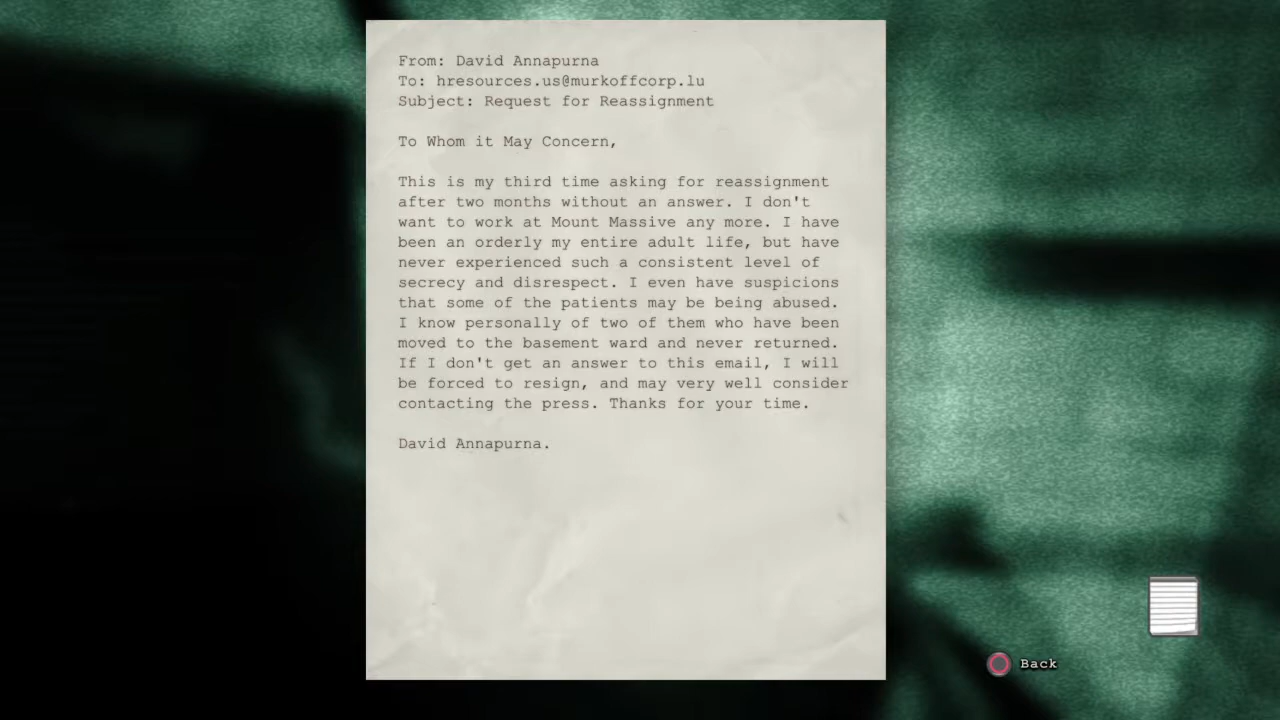 From: David Annapurna
To: hresources.us@murkoffcorp.lu
Subject: Request for Reassignment
To Whom it May Concern,
This is my third time asking for reassignment
after two months without an answer. I don't
want to work at Mount Massive any more. I have
been an orderly my entire adult life, but have
never experienced such a consistent level of
secrecy and disrespect. I even have suspicions
that some of the patients may be being abused.
I know personally of two of them who have been
moved to the basement ward and never returned.
If I don't get an answer to this email, I will
be forced to resign, and may very well consider
contacting the press. Thanks for your time.
David Annapurna.
Back